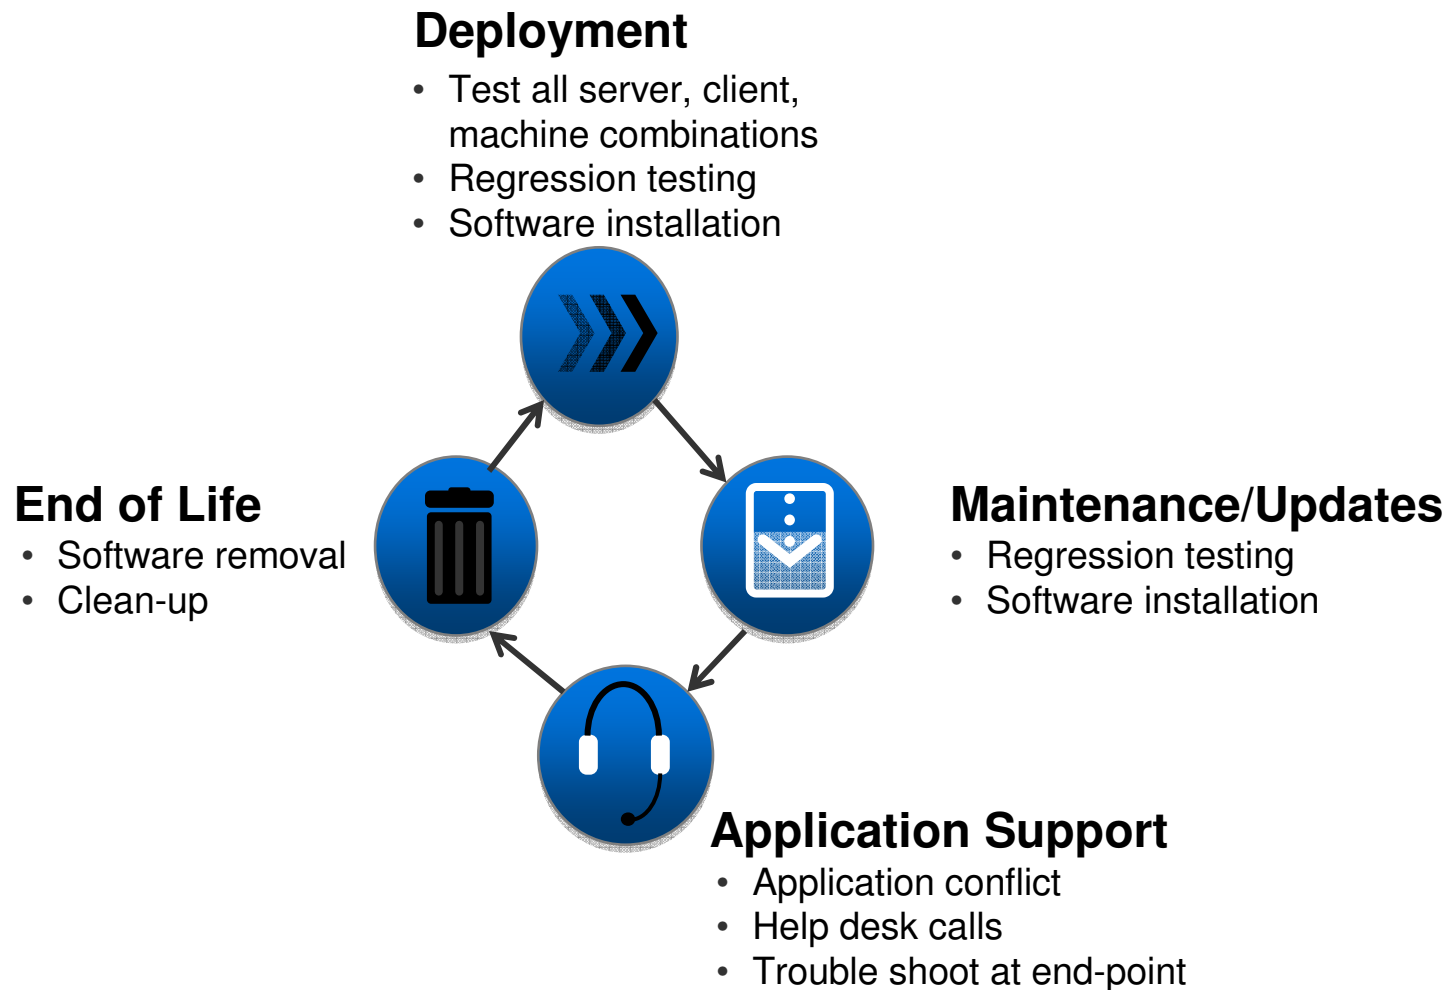 Deployment
• Test all server, client,
machine combinations
• Regression testing
• Software installation
End of Life
• Software removal
• Clean-up
Maintenance/Updates
• Regression testing
• Software installation
Application Support
• Application conflict
• Help desk calls
• Trouble shoot at end-point